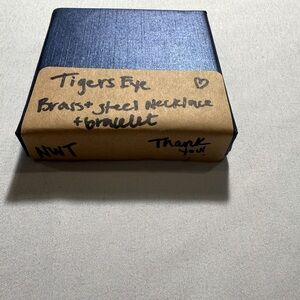 Tigers Eye ♡
Brass + Steel Necklace
+ bracelet
NWT
Thank
you!